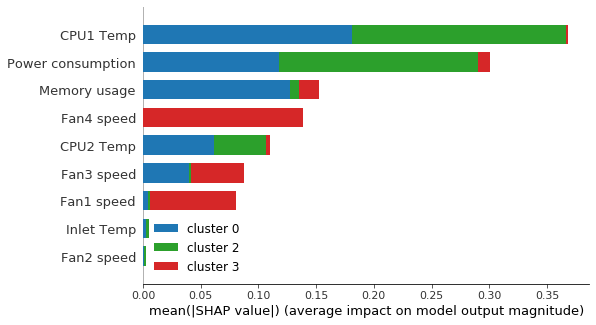 CPU1 Temp
Power consumption
Memory usage
Fan4 speed
CPU2 Temp
Fan3 speed
Fan1 speed
Inlet Temp
Fan2 speed
cluster 0
cluster 2
cluster 3
0.00 0.05 0.10 0.15 0.20 0.25 0.30 0.35
mean(|SHAP value|) (average impact on model output magnitude)